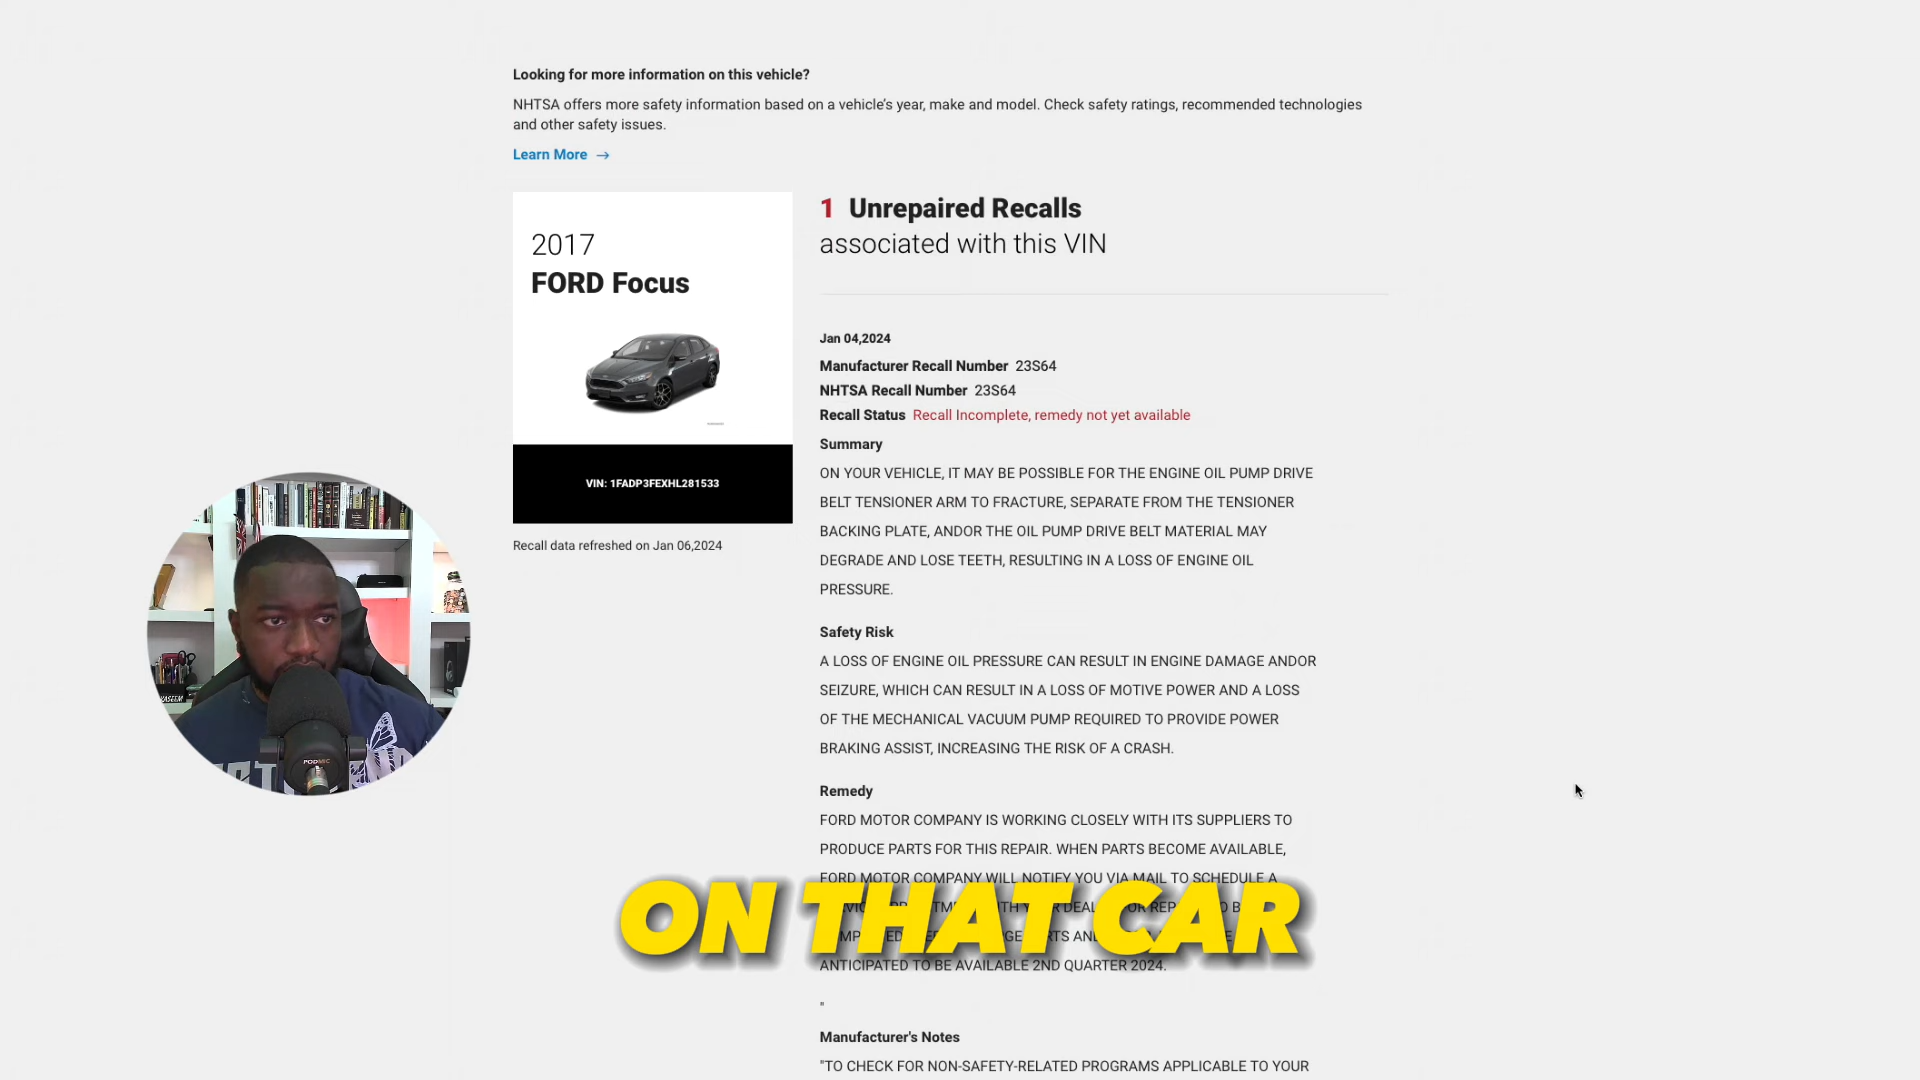 Looking for more information on this vehicle?
NHTSA offers more safety information based on a vehicle's year, make and model. Check safety ratings, recommended technologies
and other safety issues.
Learn More →
2017
FORD Focus
VIN: 1FADP3FEXHL281533
Recall data refreshed on Jan 06,2024
1 Unrepaired Recalls
associated with this VIN
Jan 04,2024
Manufacturer Recall Number 23S64
NHTSA Recall Number 23S64
Recall Status Recall Incomplete, remedy not yet available
Summary
ON YOUR VEHICLE, IT MAY BE POSSIBLE FOR THE ENGINE OIL PUMP DRIVE
BELT TENSIONER ARM TO FRACTURE, SEPARATE FROM THE TENSIONER
BACKING PLATE, ANDOR THE OIL PUMP DRIVE BELT MATERIAL MAY
DEGRADE AND LOSE TEETH, RESULTING IN A LOSS OF ENGINE OIL
PRESSURE.
Safety Risk
A LOSS OF ENGINE OIL PRESSURE CAN RESULT IN ENGINE DAMAGE ANDOR
SEIZURE, WHICH CAN RESULT IN A LOSS OF MOTIVE POWER AND A LOSS
OF THE MECHANICAL VACUUM PUMP REQUIRED TO PROVIDE POWER
BRAKING ASSIST, INCREASING THE RISK OF A CRASH.
Remedy
FORD MOTOR COMPANY IS WORKING CLOSELY WITH ITS SUPPLIERS TO
PRODUCE PARTS FOR THIS REPAIR. WHEN PARTS BECOME AVAILABLE,
FORD MOTOR COMPANY WILL NOTIFY YOU VIA MAIL TO SCHEDULE A
ON THAT CAR
ANTICIPATED TO BE AVAILABLE 2ND QUARTER 2024.
"
Manufacturer's Notes
"TO CHECK FOR NON-SAFETY-RELATED PROGRAMS APPLICABLE TO YOUR
PODMIC